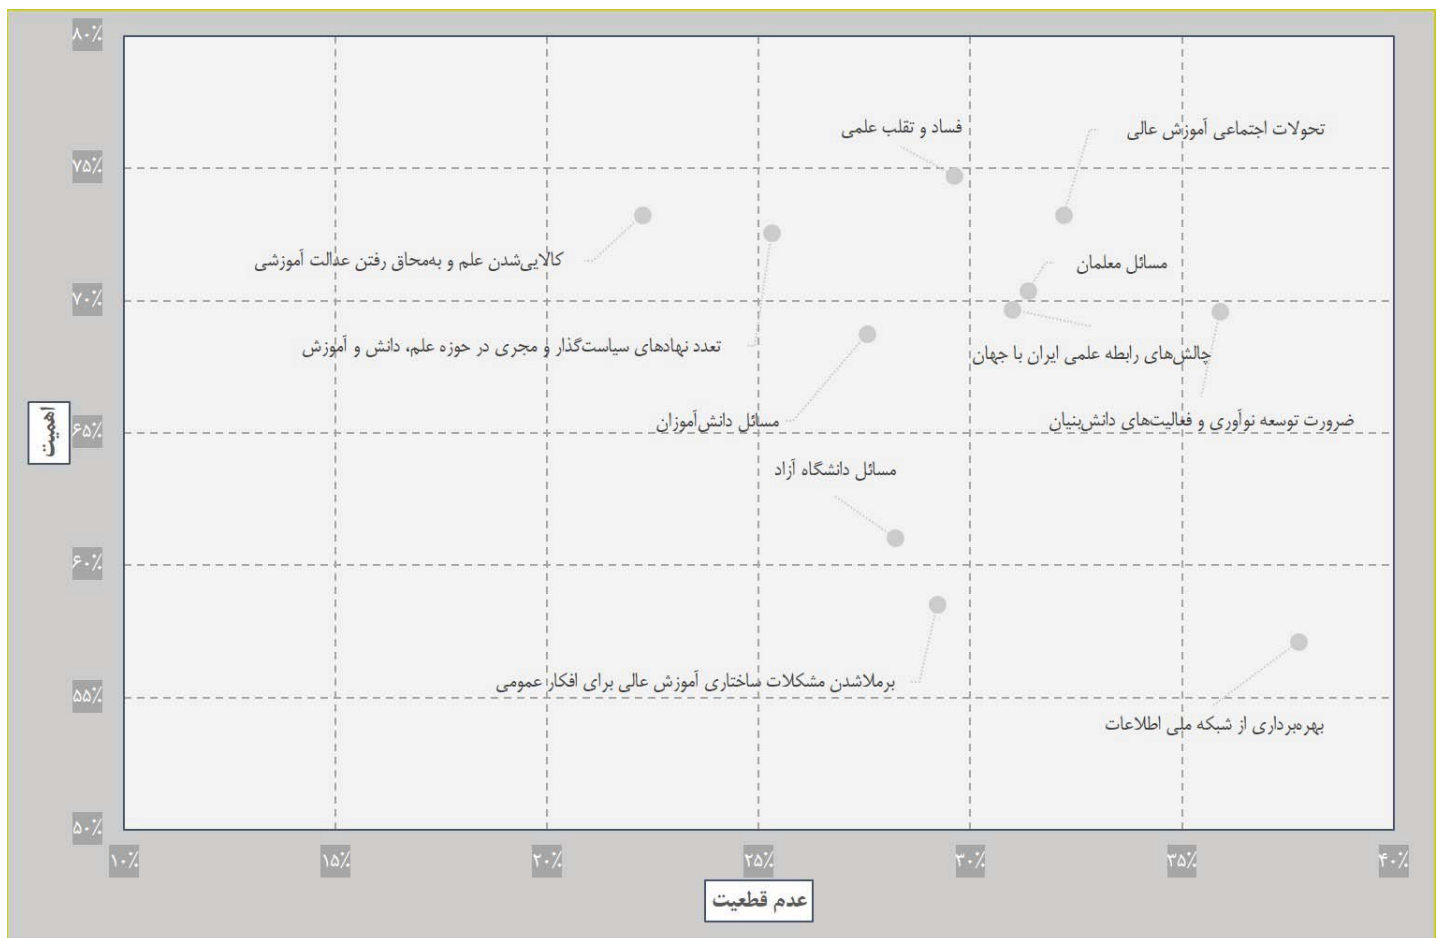 ۸۰٪
فساد و تقلب علمی
تحولات اجتماعی آموزش عالی
۷۵٪
کالایی‌شدن علم و به‌محاق رفتن عدالت آموزشی
مسائل معلمان
۷۰٪
تعدد نهادهای سیاست‌گذار و مجری در حوزه علم، دانش و آموزش
چالش‌های رابطه علمی ایران با جهان
مسائل دانش‌آموزان
ضرورت توسعه نوآوری و فعالیت‌های دانش‌بنیان
اهمیت
۶۵٪
مسائل دانشگاه آزاد
۶۰٪
برملاشدن مشکلات ساختاری آموزش عالی برای افکار عمومی
۵۵٪
بهره‌برداری از شبکه ملی اطلاعات
۵۰٪
۱۰٪
۱۵٪
۲۰٪
۲۵٪
۳۰٪
۳۵٪
۴۰٪
عدم قطعیت